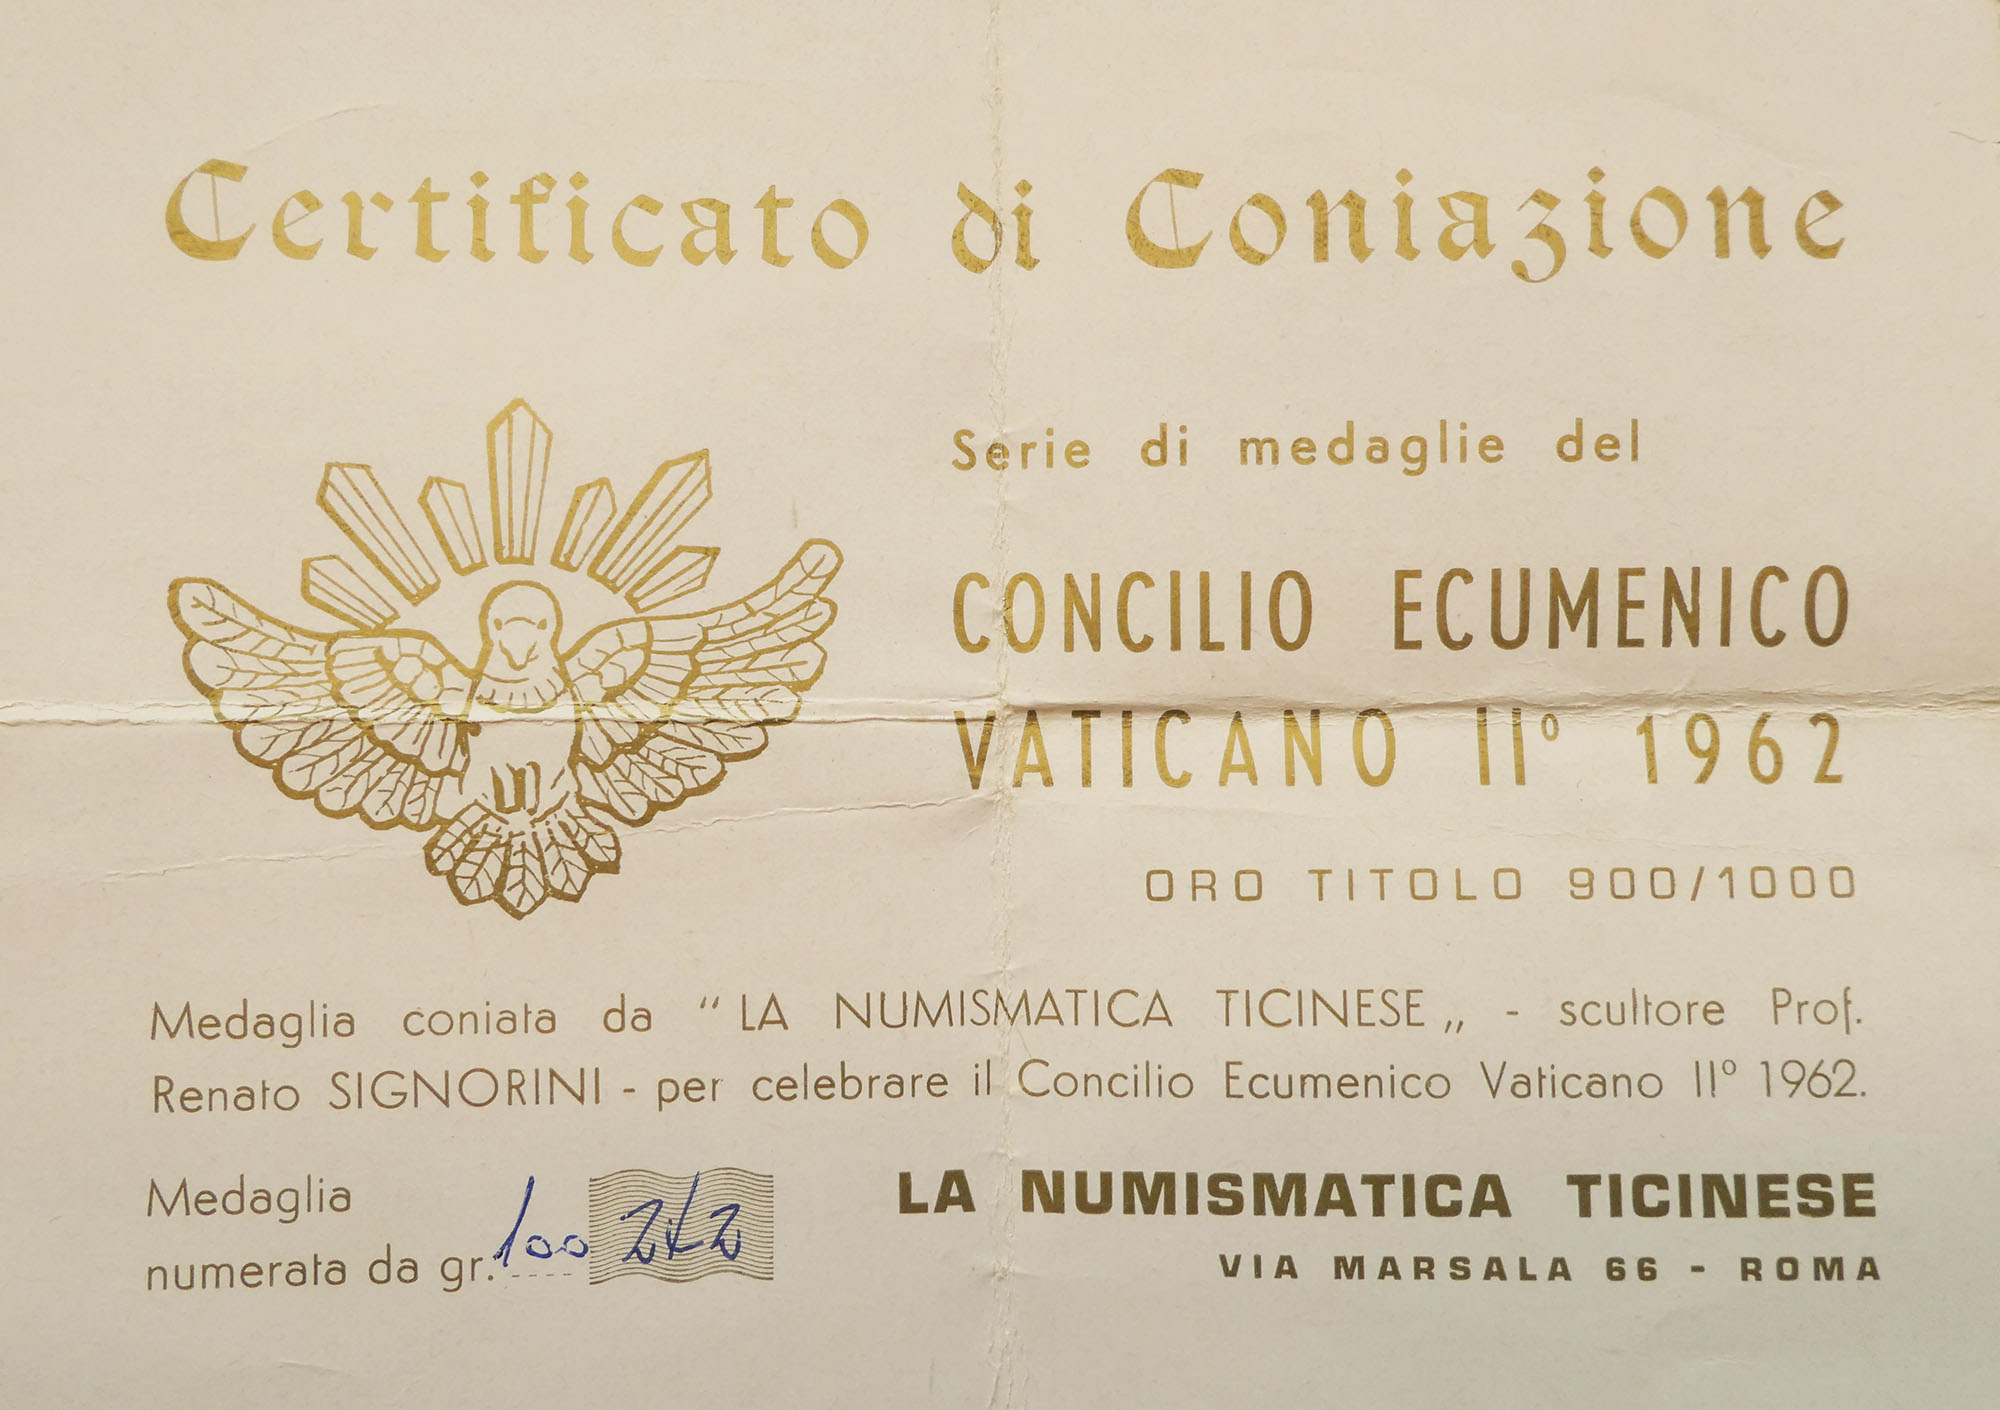 Certificato di Coniazione
Serie di medaglie del
CONCILIO ECUMENICO
VATICANO II° 1962
ORO TITOLO 900/1000
Medaglia coniata da “LA NUMISMATICA TICINESE„ - scultore Prof.
Renato SIGNORINI - per celebrare il Concilio Ecumenico Vaticano II° 1962.
Medaglia
numerata da gr. 100
LA NUMISMATICA TICINESE
VIA MARSALA 66 - ROMA